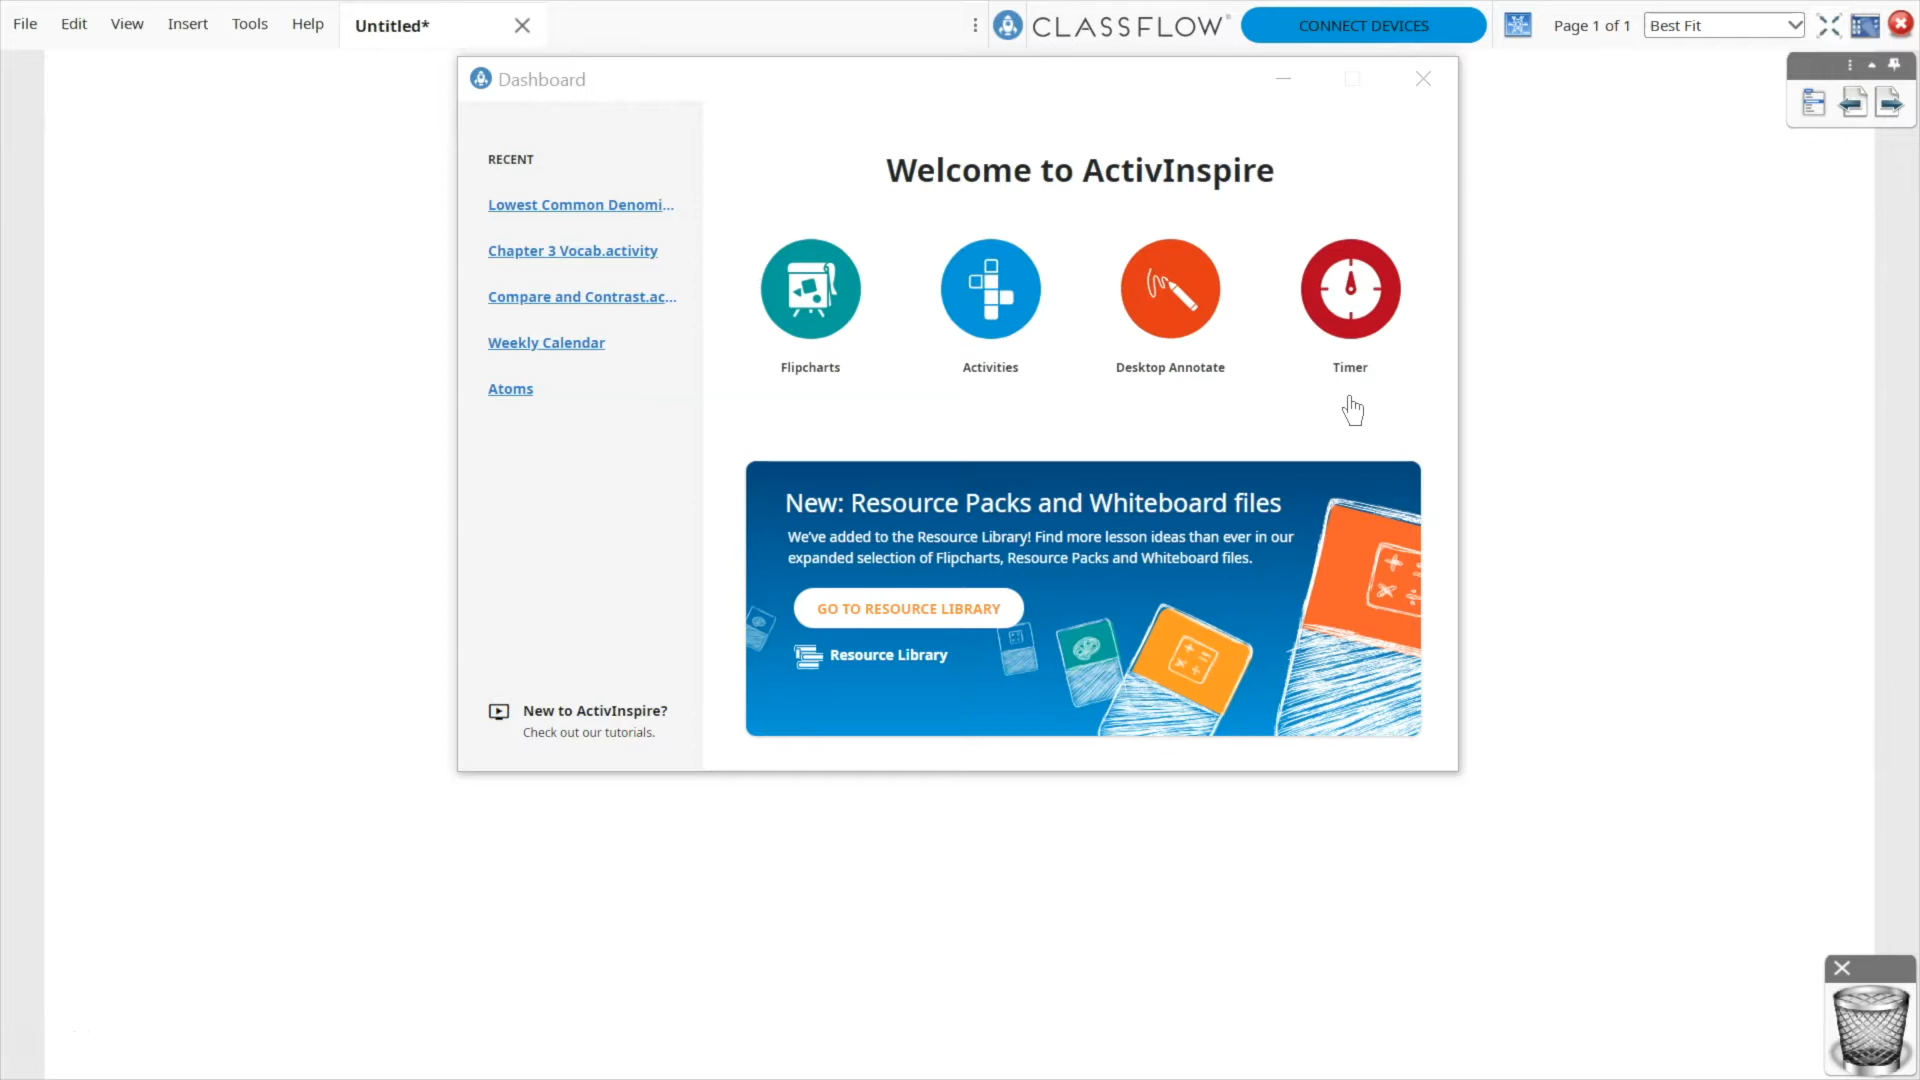 File Edit View Insert Tools Help
Untitled*
CLASSFLOW
CONNECT DEVICES
Page 1 of 1
Best Fit
Dashboard
RECENT
Lowest Common Denomi...
Chapter 3 Vocab.activity
Compare and Contrast.ac...
Weekly Calendar
Atoms
New to ActivInspire?
Check out our tutorials.
Welcome to ActivInspire
Flipcharts
Activities
Desktop Annotate
Timer
New: Resource Packs and Whiteboard files
We've added to the Resource Library! Find more lesson ideas than ever in our
expanded selection of Flipcharts, Resource Packs and Whiteboard files.
GO TO RESOURCE LIBRARY
Resource Library